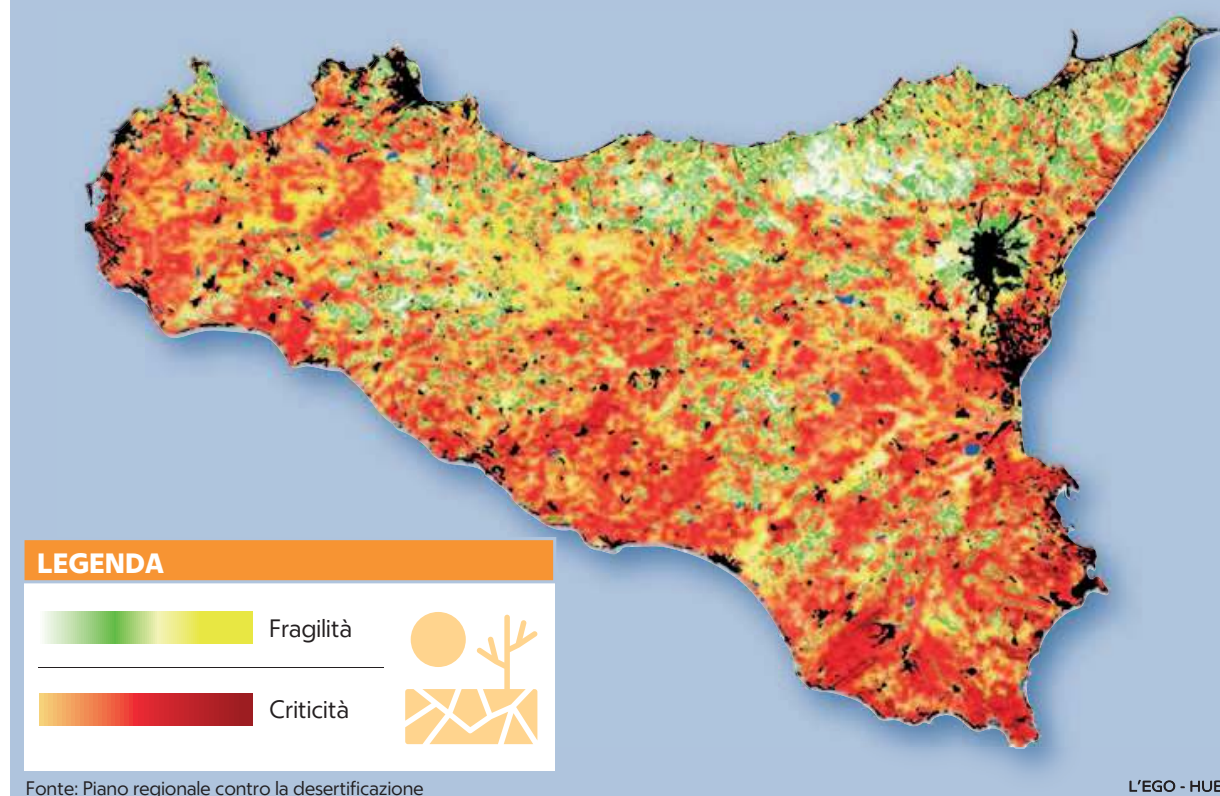 LEGENDA
Fragilità
Criticità
Fonte: Piano regionale contro la desertificazione
L'EGO - HUB